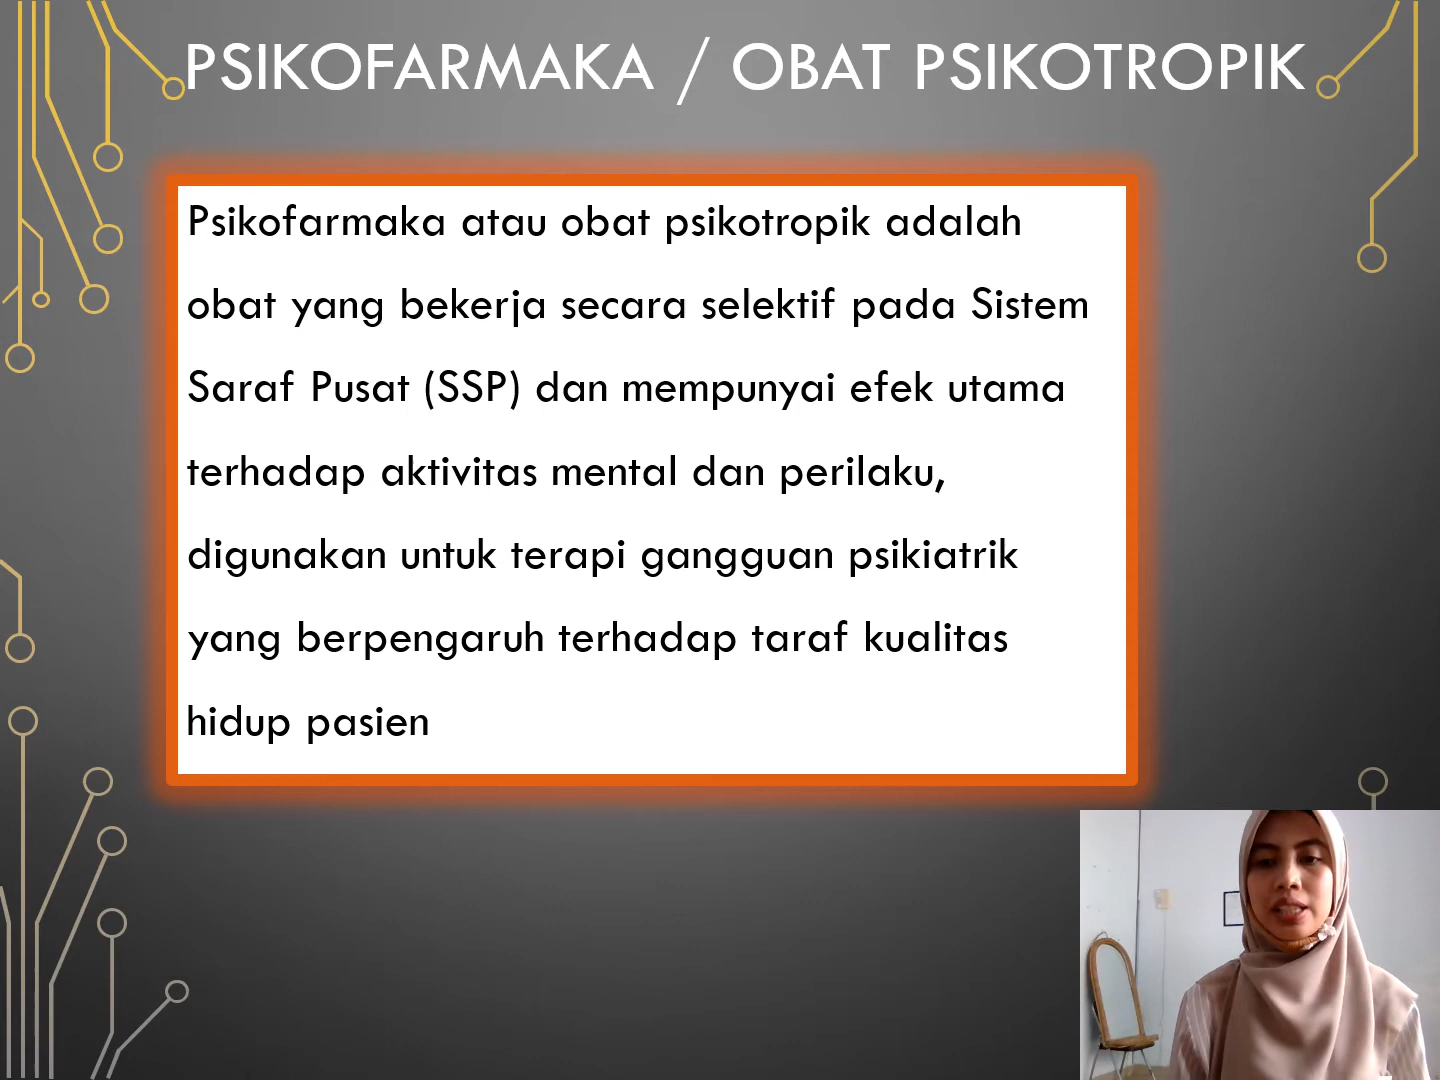 PSIKOFARMAKA / OBAT PSIKOTROPIK
Psikofarmaka atau obat psikotropik adalah
obat yang bekerja secara selektif pada Sistem
Saraf Pusat (SSP) dan mempunyai efek utama
terhadap aktivitas mental dan perilaku,
digunakan untuk terapi gangguan psikiatrik
yang berpengaruh terhadap taraf kualitas
hidup pasien